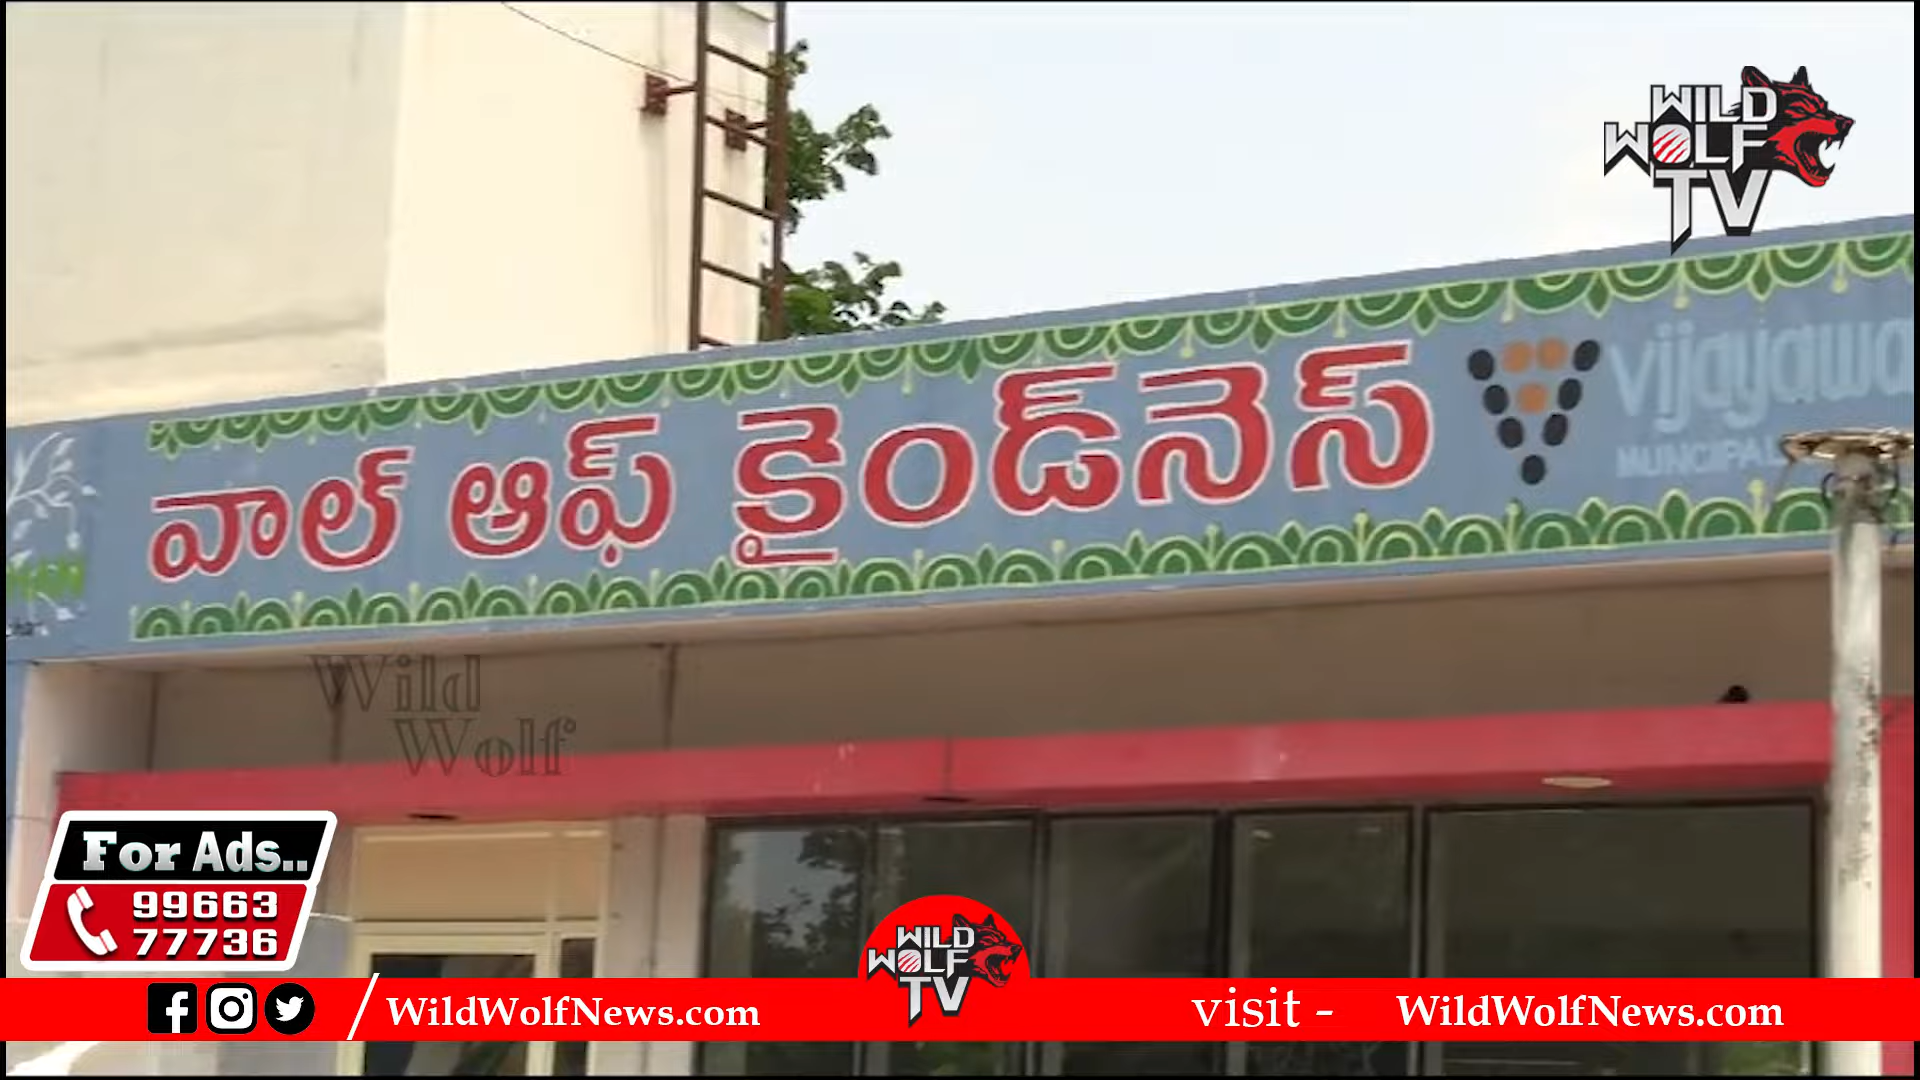 WILD
WOLF
TV
వాల్ ఆఫ్ కైండ్‌నెస్
vijayawa
MUNCIPAL
Wild
Wolf
For Ads..
99663
77736
WILD
WOLF
TV
WildWolfNews.com
visit - WildWolfNews.com